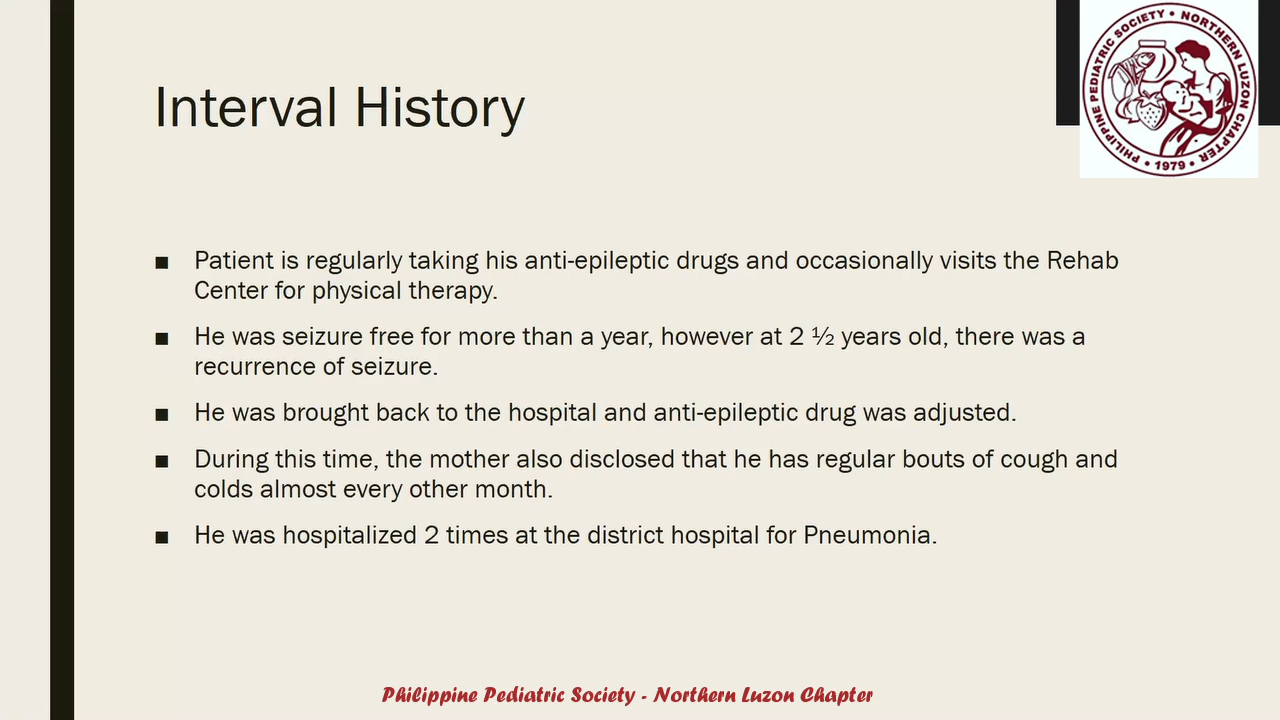 PHILIPPINE PEDIATRIC SOCIETY • NORTHERN LUZON CHAPTER • 1979 •
Interval History
■ Patient is regularly taking his anti-epileptic drugs and occasionally visits the Rehab
Center for physical therapy.
■ He was seizure free for more than a year, however at 2 ½ years old, there was a
recurrence of seizure.
■ He was brought back to the hospital and anti-epileptic drug was adjusted.
■ During this time, the mother also disclosed that he has regular bouts of cough and
colds almost every other month.
■ He was hospitalized 2 times at the district hospital for Pneumonia.
Philippine Pediatric Society - Northern Luzon Chapter